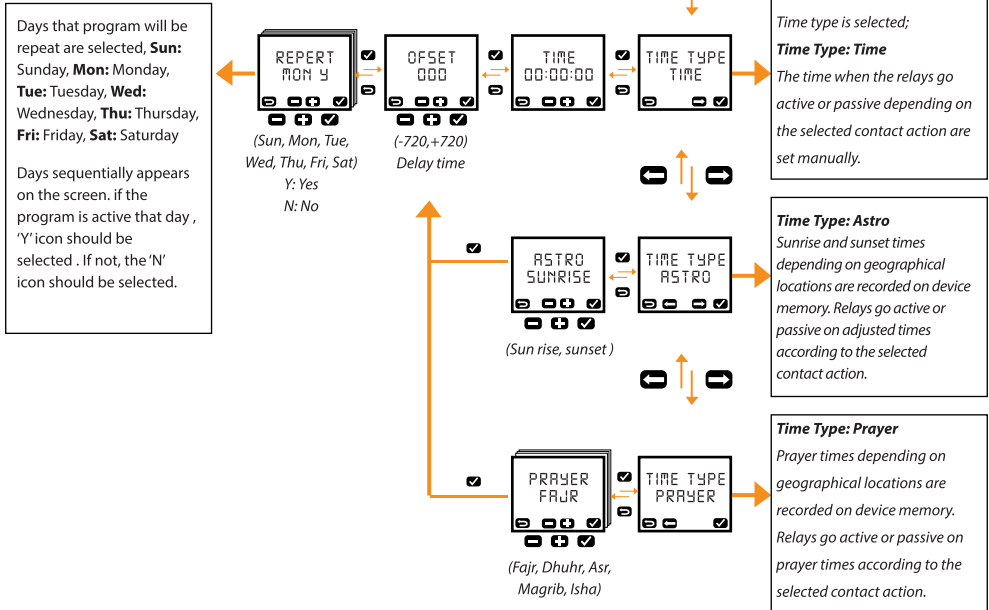 Days that program will be
repeat are selected, Sun:
Sunday, Mon: Monday,
Tue: Tuesday, Wed:
Wednesday, Thu: Thursday,
Fri: Friday, Sat: Saturday
Days sequentially appears
on the screen. if the
program is active that day ,
‘Y’ icon should be
selected . If not, the ‘N’
icon should be selected.
REPERT
MON Y
(Sun, Mon, Tue,
Wed, Thu, Fri, Sat)
Y: Yes
N: No
OFSET
000
(-720,+720)
Delay time
TIME
00:00:00
TIME TYPE
TIME
Time type is selected;
Time Type: Time
The time when the relays go
active or passive depending on
the selected contact action are
set manually.
ASTRO
SUNRISE
(Sun rise, sunset )
TIME TYPE
ASTRO
Time Type: Astro
Sunrise and sunset times
depending on geographical
locations are recorded on device
memory. Relays go active or
passive on adjusted times
according to the selected
contact action.
PRAYER
FAJR
(Fajr, Dhuhr, Asr,
Magrib, Isha)
TIME TYPE
PRAYER
Time Type: Prayer
Prayer times depending on
geographical locations are
recorded on device memory.
Relays go active or passive on
prayer times according to the
selected contact action.